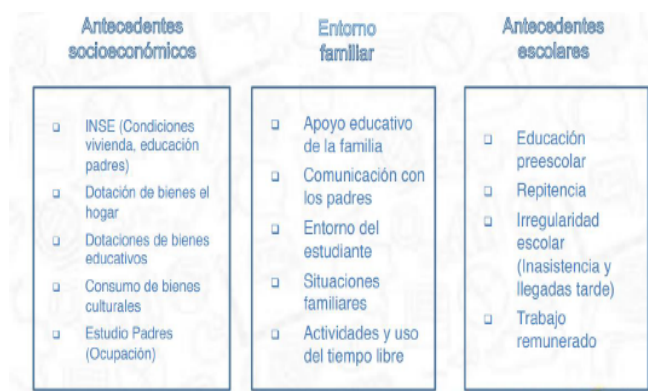 Antecedentes
socioeconómicos
INSE (Condiciones
vivienda, educación
padres)
Dotación de bienes el
hogar
Dotaciones de bienes
educativos
Consumo de bienes
culturales
Estudio Padres
(Ocupación)
Entorno
familiar
Apoyo educativo
de la familia
Comunicación con
los padres
Entorno del
estudiante
Situaciones
familiares
Actividades y uso
del tiempo libre
Antecedentes
escolares
Educación
preescolar
Repitencia
Irregularidad
escolar
(Inasistencia y
llegadas tarde)
Trabajo
remunerado